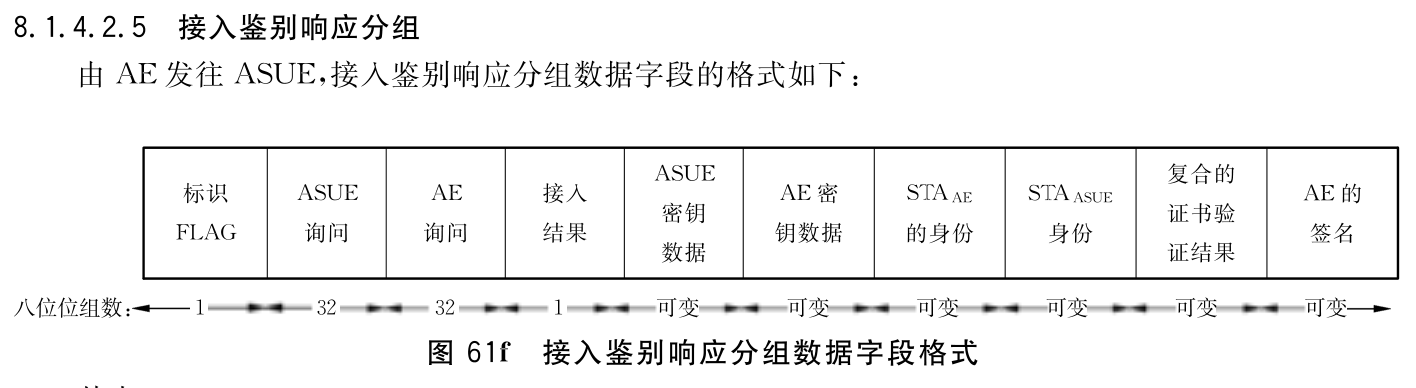 8.1.4.2.5 接入鉴别响应分组
由 AE 发往 ASUE,接入鉴别响应分组数据字段的格式如下:
标识 FLAG
ASUE 询问
AE 询问
接入 结果
ASUE 密钥 数据
AE 密 钥数据
STA AE 的身份
STA ASUE 身份
复合的 证书验 证结果
AE 的 签名
八位位组数: 1 32 32 1 可变 可变 可变 可变 可变 可变
图 61f 接入鉴别响应分组数据字段格式